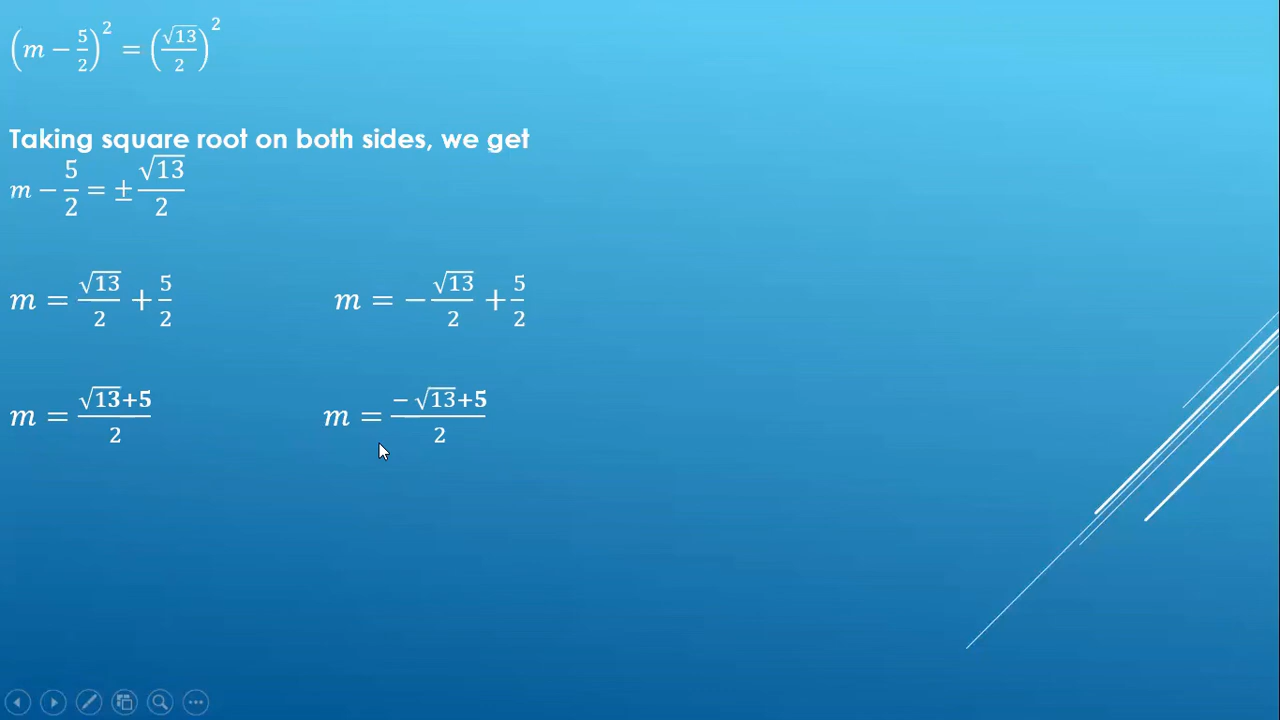 (m − 5/2)² = (√13/2)²
Taking square root on both sides, we get
m − 5/2 = ± √13/2
m = √13/2 + 5/2    m = − √13/2 + 5/2
m = √13+5/2    m = − √13+5/2